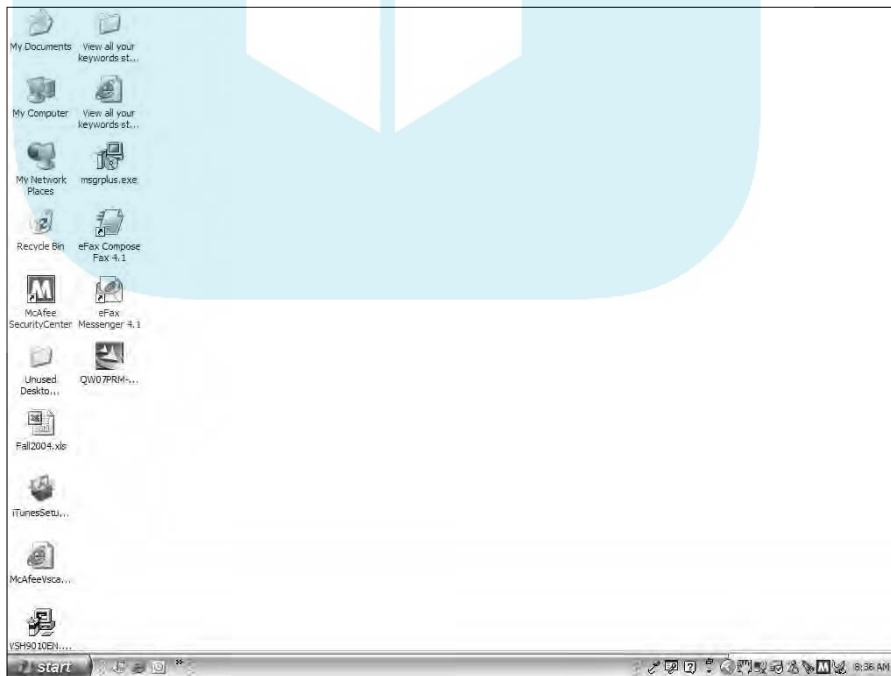 My Documents
View all your
keywords st...
My Computer
View all your
keywords st...
My Network
Places
msgrplus.exe
Recycle Bin
eFax Compose
Fax 4.1
McAfee
SecurityCenter
eFax
Messenger 4.1
Unused
Deskto...
QW07PRM-...
Fall2004.xls
iTunesSetu...
McAfeeVsca...
VSH9010EN....
start
8:36 AM